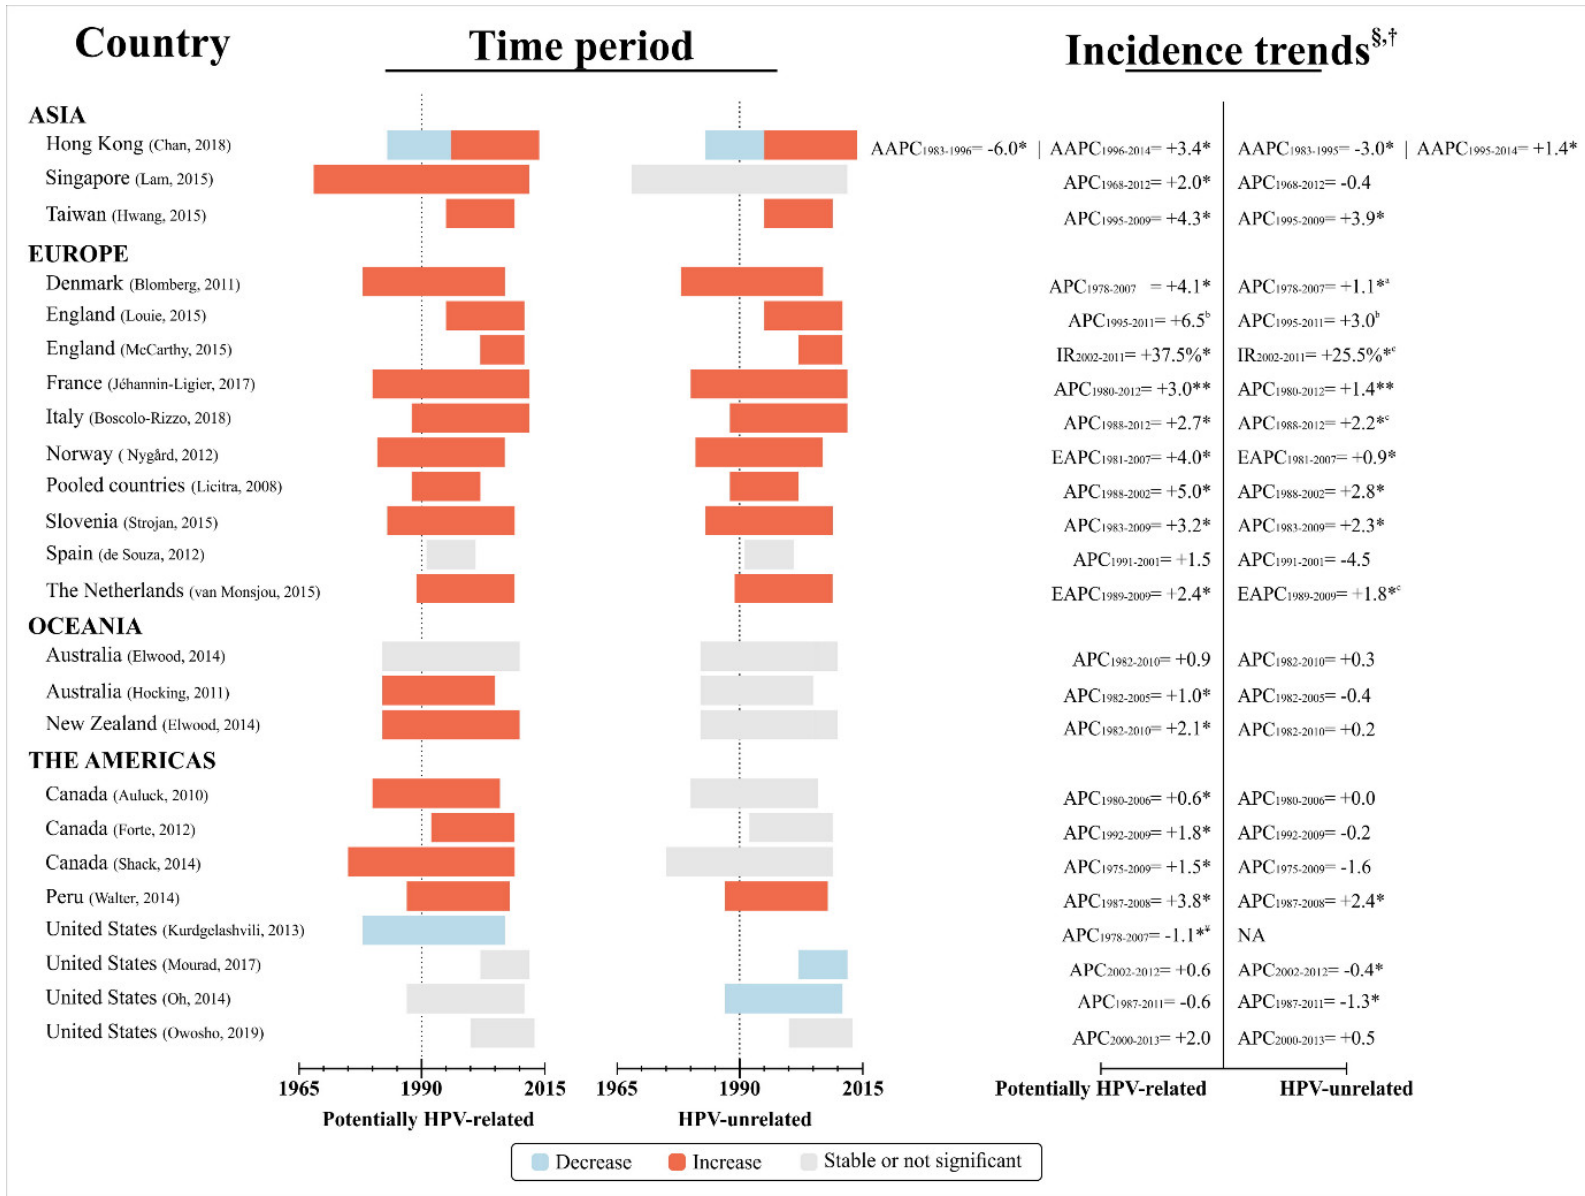 Country Time period Incidence trends§,†
ASIA
Hong Kong (Chan, 2018) AAPC1983-1996= -6.0* | AAPC1996-2014= +3.4* AAPC1983-1995= -3.0* | AAPC1995-2014= +1.4*
Singapore (Lam, 2015) APC1968-2012= +2.0* APC1968-2012= -0.4
Taiwan (Hwang, 2015) APC1995-2009= +4.3* APC1995-2009= +3.9*
EUROPE
Denmark (Blomberg, 2011) APC1978-2007 = +4.1* APC1978-2007= +1.1*a
England (Louie, 2015) APC1995-2011= +6.5b APC1995-2011= +3.0b
England (McCarthy, 2015) IR2002-2011= +37.5%* IR2002-2011= +25.5%*c
France (Jéhannin-Ligier, 2017) APC1980-2012= +3.0** APC1980-2012= +1.4**
Italy (Boscolo-Rizzo, 2018) APC1988-2012= +2.7* APC1988-2012= +2.2*c
Norway ( Nygård, 2012) EAPC1981-2007= +4.0* EAPC1981-2007= +0.9*
Pooled countries (Licitra, 2008) APC1988-2002= +5.0* APC1988-2002= +2.8*
Slovenia (Strojan, 2015) APC1983-2009= +3.2* APC1983-2009= +2.3*
Spain (de Souza, 2012) APC1991-2001= +1.5 APC1991-2001= -4.5
The Netherlands (van Monsjou, 2015) EAPC1989-2009= +2.4* EAPC1989-2009= +1.8*c
OCEANIA
Australia (Elwood, 2014) APC1982-2010= +0.9 APC1982-2010= +0.3
Australia (Hocking, 2011) APC1982-2005= +1.0* APC1982-2005= -0.4
New Zealand (Elwood, 2014) APC1982-2010= +2.1* APC1982-2010= +0.2
THE AMERICAS
Canada (Auluck, 2010) APC1980-2006= +0.6* APC1980-2006= +0.0
Canada (Forte, 2012) APC1992-2009= +1.8* APC1992-2009= -0.2
Canada (Shack, 2014) APC1975-2009= +1.5* APC1975-2009= -1.6
Peru (Walter, 2014) APC1987-2008= +3.8* APC1987-2008= +2.4*
United States (Kurdgelashvili, 2013) APC1978-2007= -1.1*¥ NA
United States (Mourad, 2017) APC2002-2012= +0.6 APC2002-2012= -0.4*
United States (Oh, 2014) APC1987-2011= -0.6 APC1987-2011= -1.3*
United States (Owosho, 2019) APC2000-2013= +2.0 APC2000-2013= +0.5
1965 1990 2015 1965 1990 2015 Potentially HPV-related HPV-unrelated
Potentially HPV-related HPV-unrelated
Decrease Increase Stable or not significant